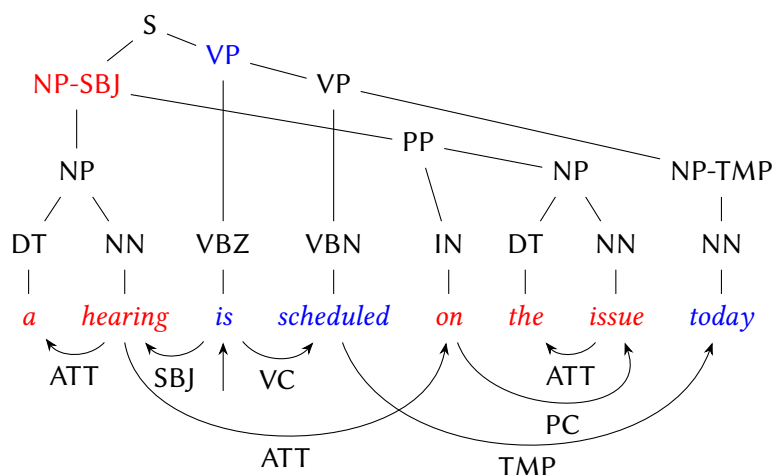 S
VP
NP-SBJ VP
PP
NP NP NP-TMP
DT NN VBZ VBN IN DT NN NN
a hearing is scheduled on the issue today
ATT SBJ VC ATT
PC
ATT TMP